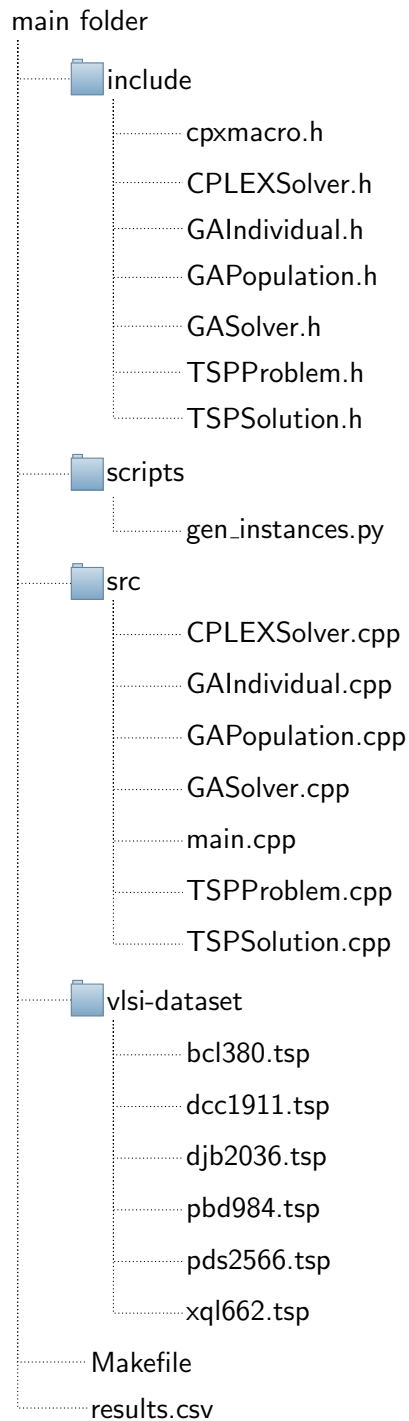 main folder
include
cpxmacro.h
CPLEXSolver.h
GAIndividual.h
GAPopulation.h
GASolver.h
TSPProblem.h
TSPSolution.h
scripts
gen_instances.py
src
CPLEXSolver.cpp
GAIndividual.cpp
GAPopulation.cpp
GASolver.cpp
main.cpp
TSPProblem.cpp
TSPSolution.cpp
vlsi-dataset
bcl380.tsp
dcc1911.tsp
djb2036.tsp
pbd984.tsp
pds2566.tsp
xql662.tsp
Makefile
results.csv